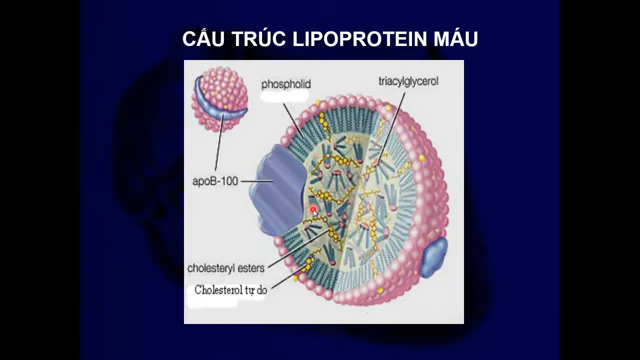 CẤU TRÚC LIPOPROTEIN MÁU
phospholid
triacylglycerol
apoB-100
cholesteryl esters
Cholesterol tự do